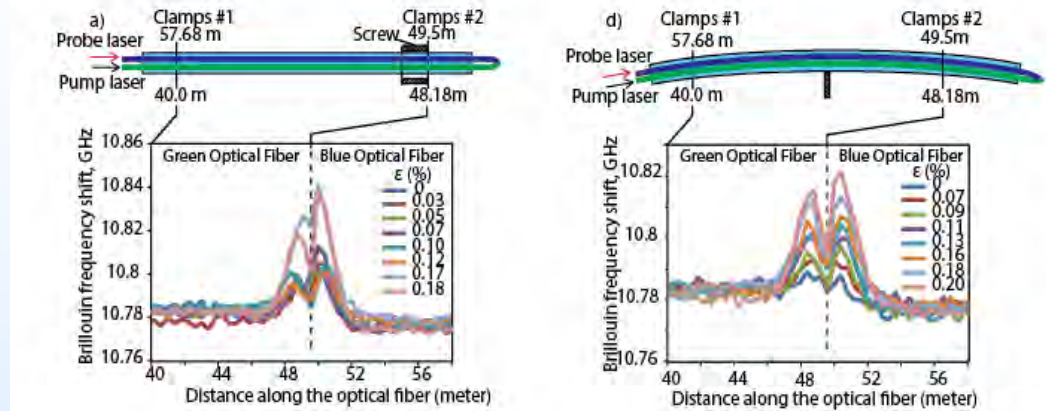 a)
Clamps #1
Clamps #2
57.68 m
Screw
49.5m
Probe laser
Pump laser
40.0 m
48.18m
10.86
10.84
10.82
10.8
10.78
10.76
Brillouin frequency shift, GHz
Green Optical Fiber
Blue Optical Fiber
ε (%)
0
0.03
0.05
0.07
0.10
0.12
0.17
0.18
40 44 48 52 56
Distance along the optical fiber (meter)
d)
Clamps #1
Clamps #2
57.68 m
49.5m
Probe laser
Pump laser
40.0 m
48.18m
10.82
10.80
10.78
10.76
Brillouin frequency shift, GHz
Green Optical Fiber
Blue Optical Fiber
ε (%)
0
0.07
0.09
0.11
0.13
0.16
0.18
0.20
40 44 48 52 56
Distance along the optical fiber (meter)